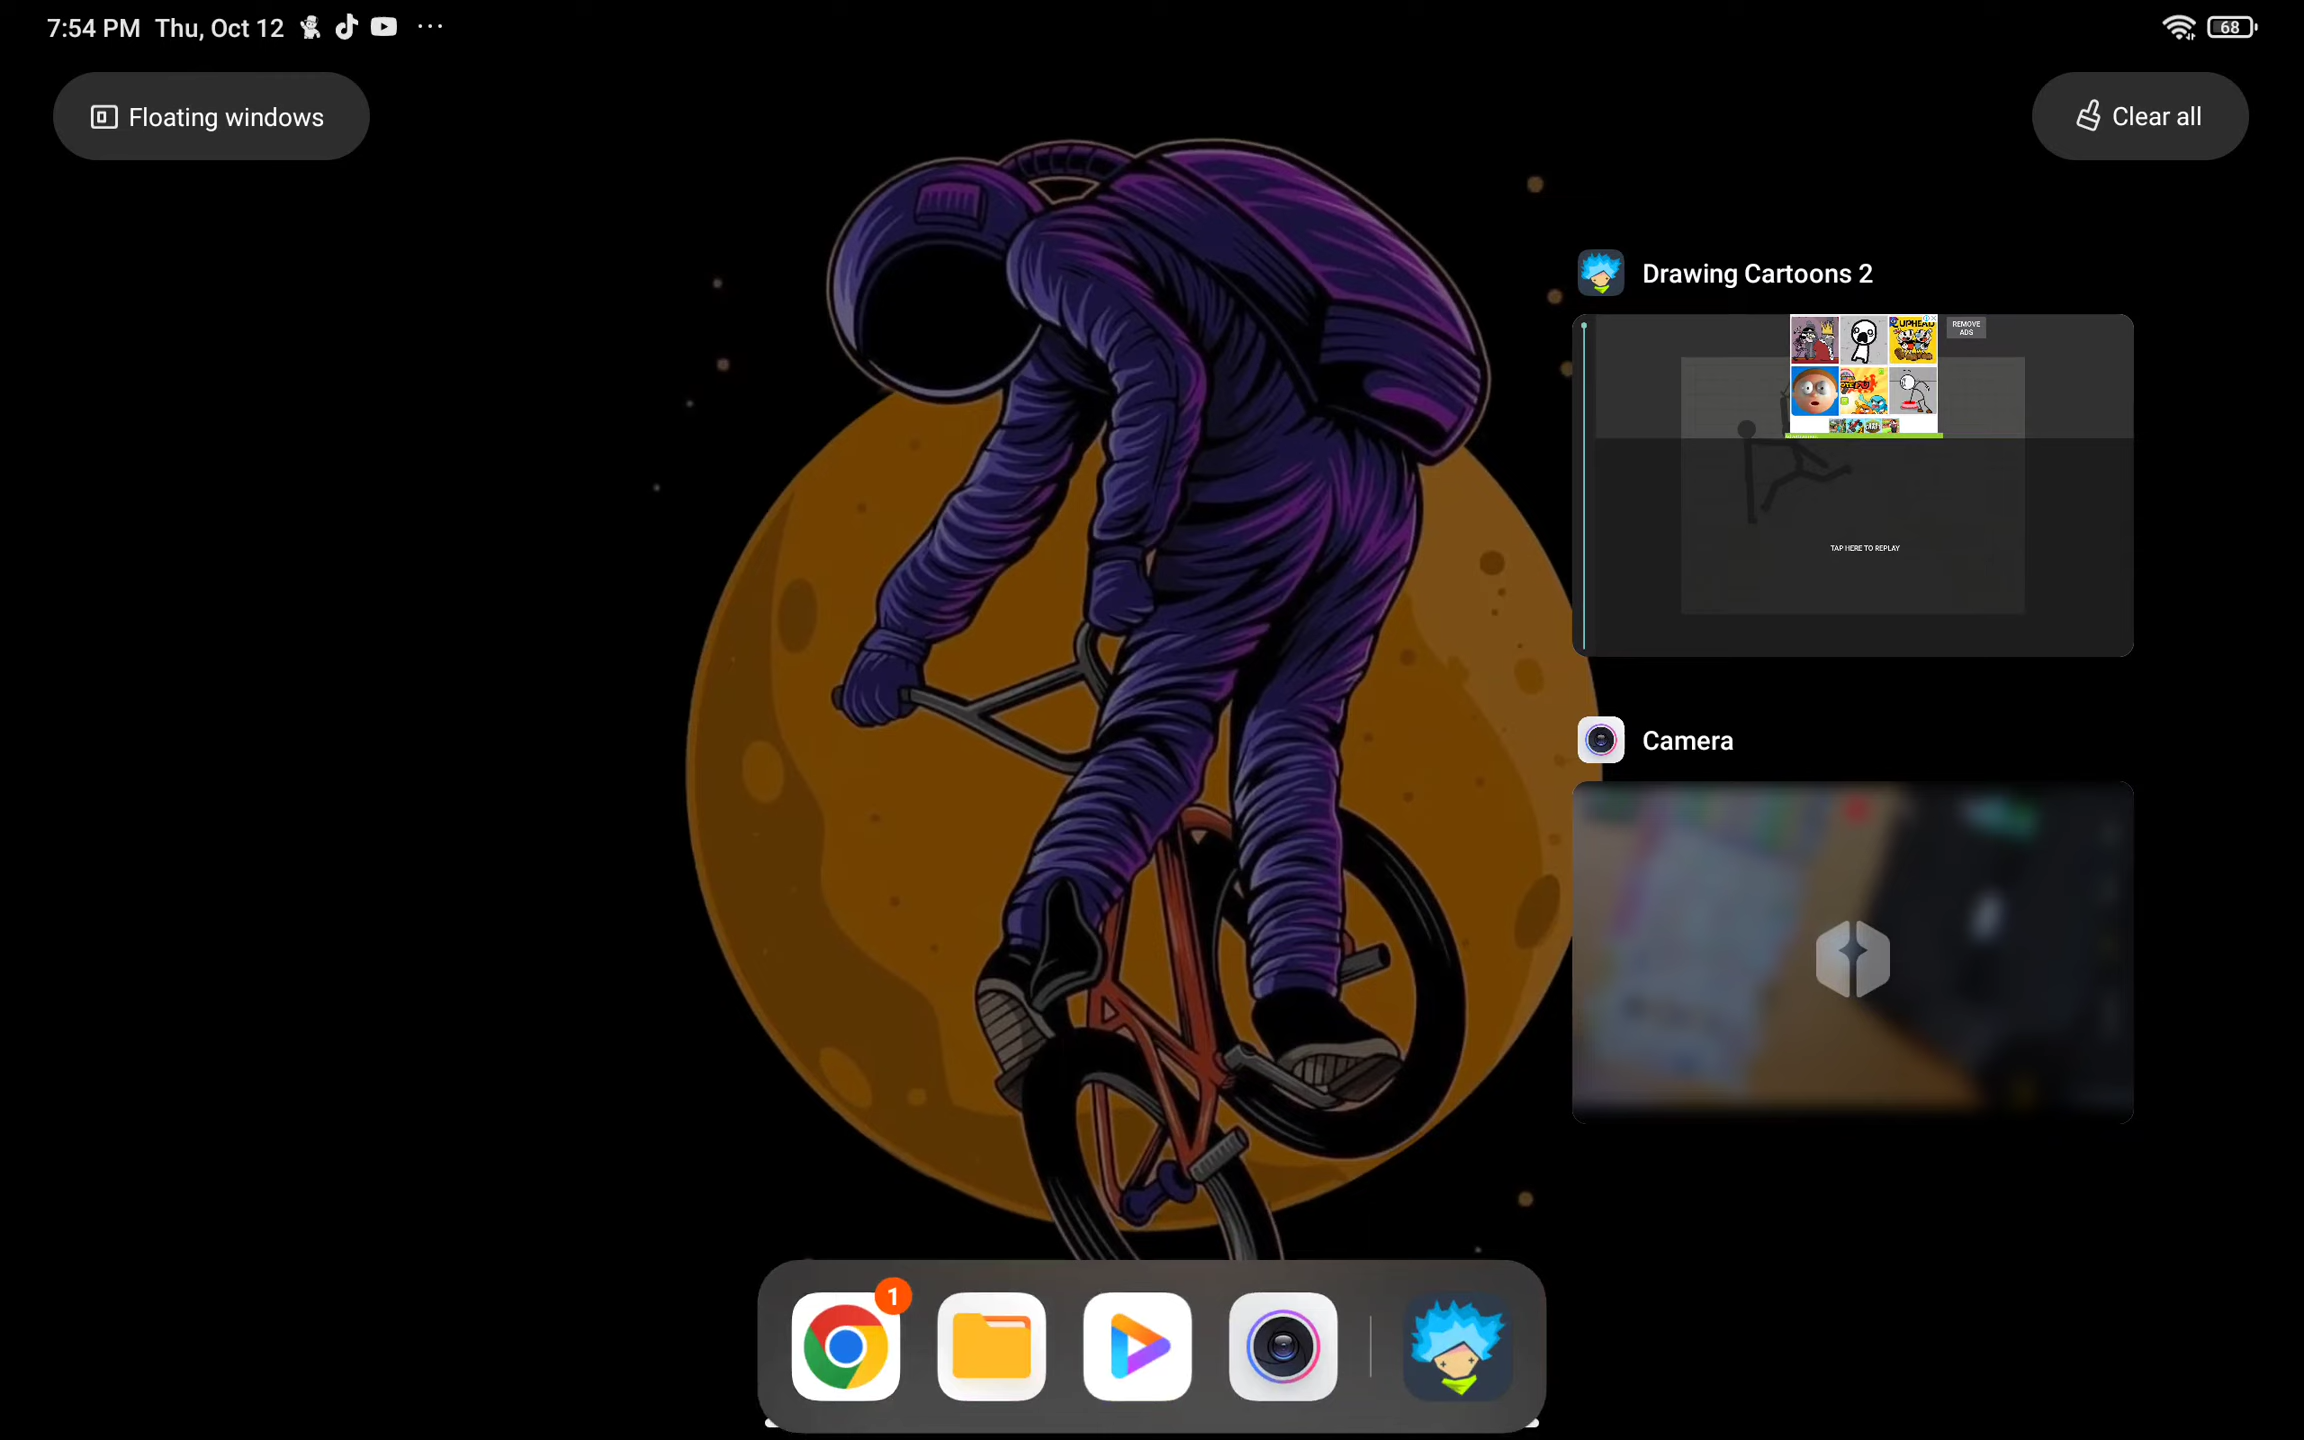 7:54 PM Thu, Oct 12
68
Floating windows
Clear all
Drawing Cartoons 2
REMOVE
ADS
UPHEAD
TAP HERE TO REPLAY
Camera
1